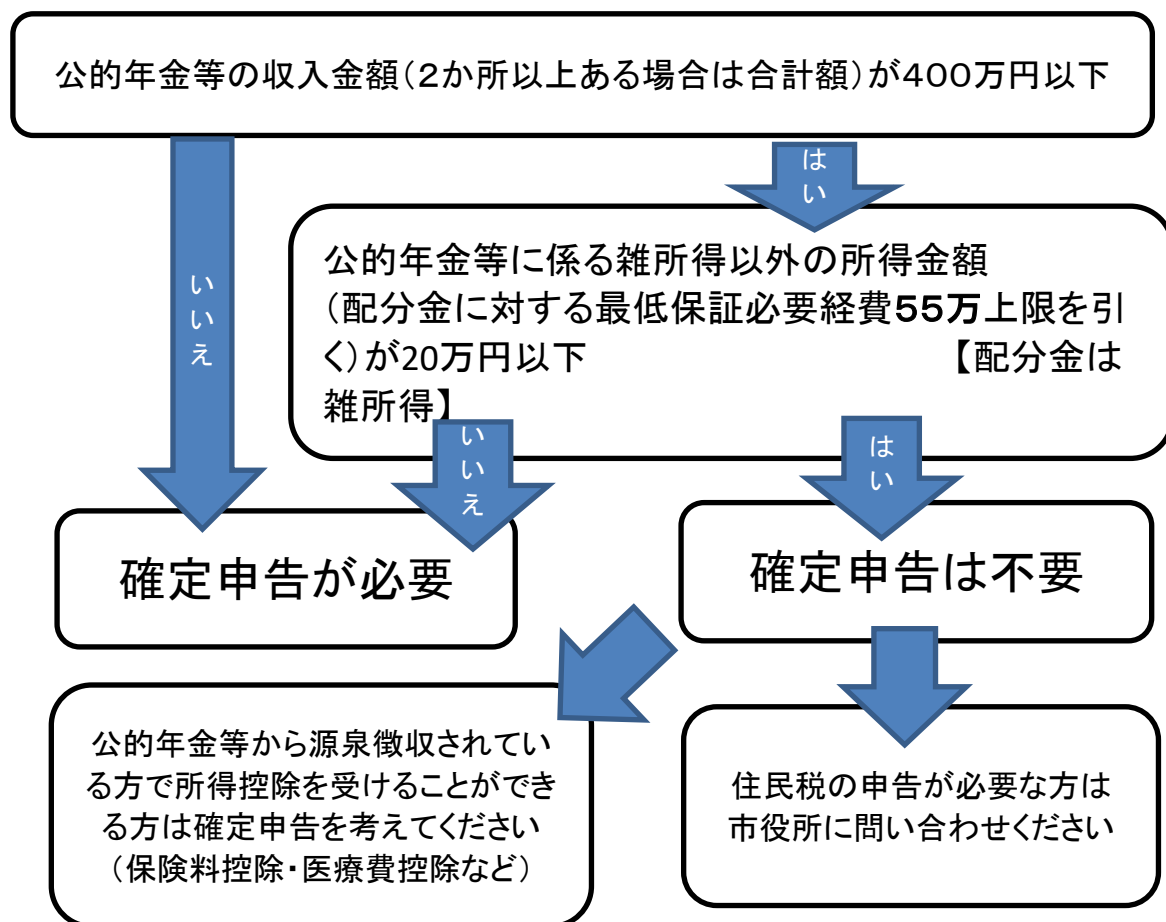 公的年金等の収入金額(2か所以上ある場合は合計額)が400万円以下
はい
いいえ
公的年金等に係る雑所得以外の所得金額
(配分金に対する最低保証必要経費55万上限を引
く)が20万円以下 【配分金は
雑所得】
いいえ
はい
確定申告が必要
確定申告は不要
公的年金等から源泉徴収されてい
る方で所得控除を受けることができ
る方は確定申告を考えてください
(保険料控除・医療費控除など)
住民税の申告が必要な方は
市役所に問い合わせください